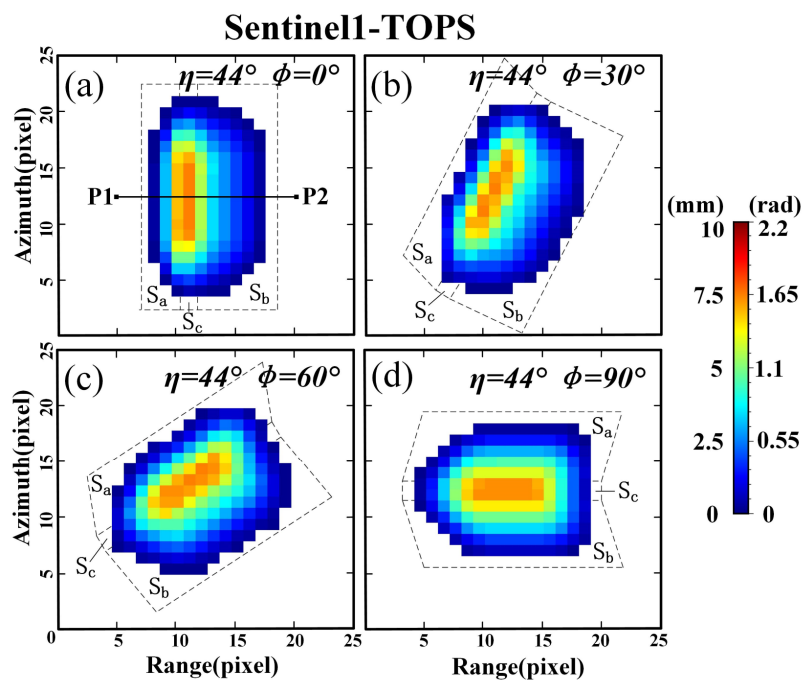 Sentinel1-TOPS
(a) η=44° Φ=0°
(b) η=44° Φ=30°
25
20
15
10
5
0
Azimuth(pixel)
P1 P2
Sa
Sc
Sb
Sa
Sc
Sb
(mm) (rad)
10 2.2
7.5 1.65
5 1.1
2.5 0.55
0 0
(c) η=44° Φ=60°
(d) η=44° Φ=90°
25
20
15
10
5
Azimuth(pixel)
Sa
Sc
Sb
Sa
Sc
Sb
0 5 10 15 20 25
0 5 10 15 20 25
Range(pixel) Range(pixel)